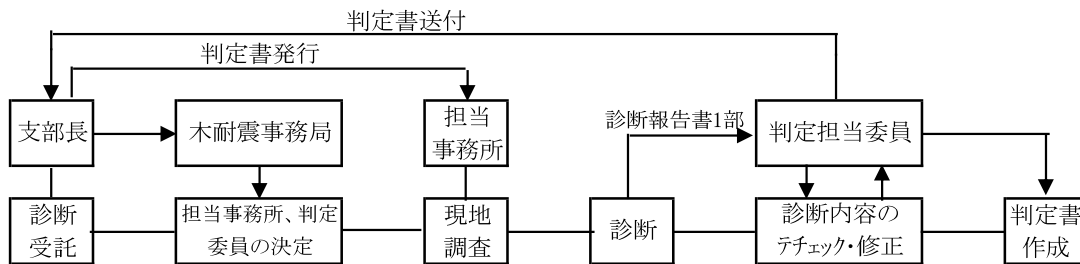 判定書送付
判定書発行
支部長
木耐震事務局
担当
事務所
診断報告書1部
判定担当委員
診断
受託
担当事務所、判定
委員の決定
現地
調査
診断
診断内容の
テチェック・修正
判定書
作成